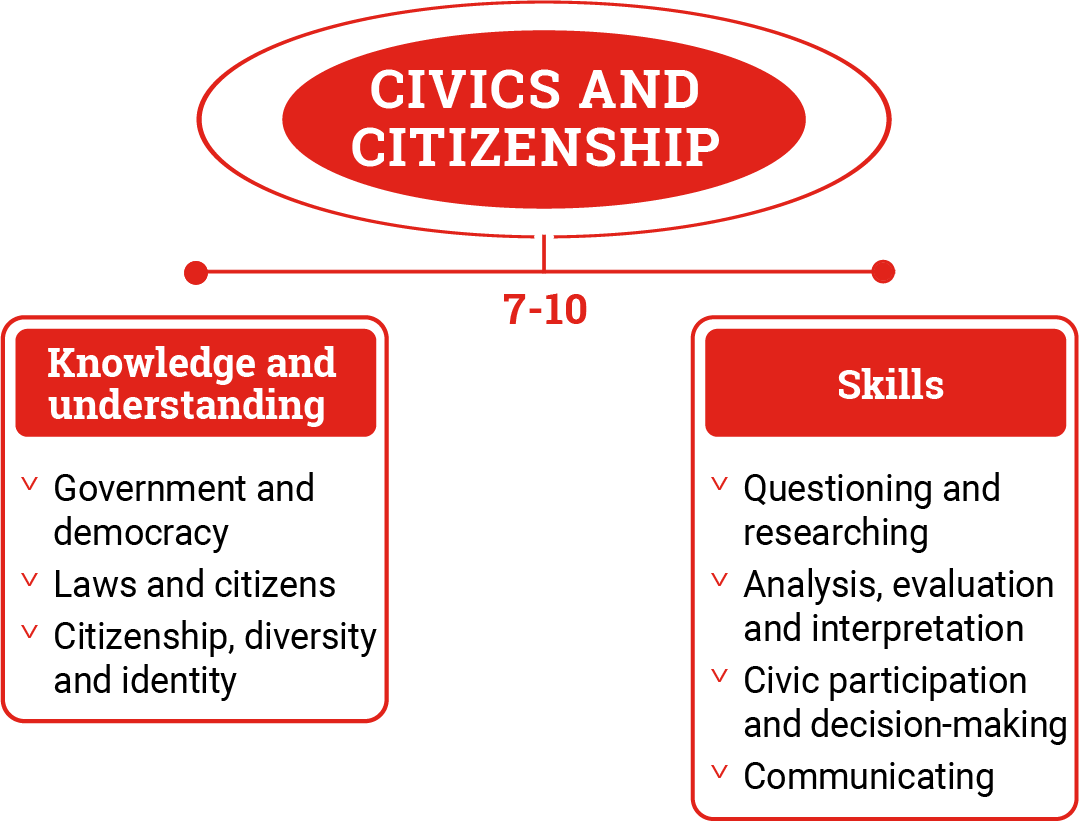 CIVICS AND
CITIZENSHIP
7-10
Knowledge and
understanding
Government and
democracy
Laws and citizens
Citizenship, diversity
and identity
Skills
Questioning and
researching
Analysis, evaluation
and interpretation
Civic participation
and decision-making
Communicating